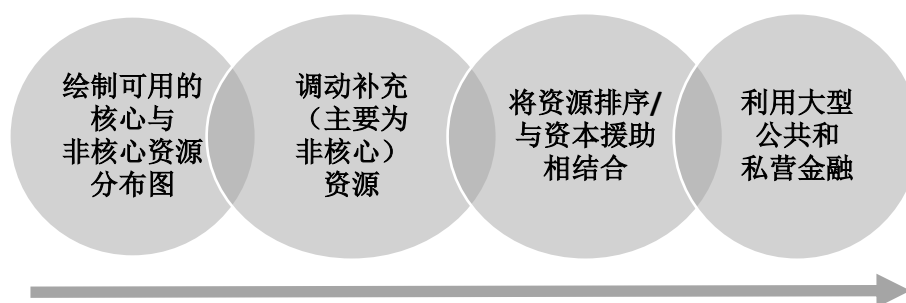 绘制可用的
核心与
非核心资源
分布图
调动补充
（主要为
非核心）
资源
将资源排序/
与资本援助
相结合
利用大型
公共和
私营金融